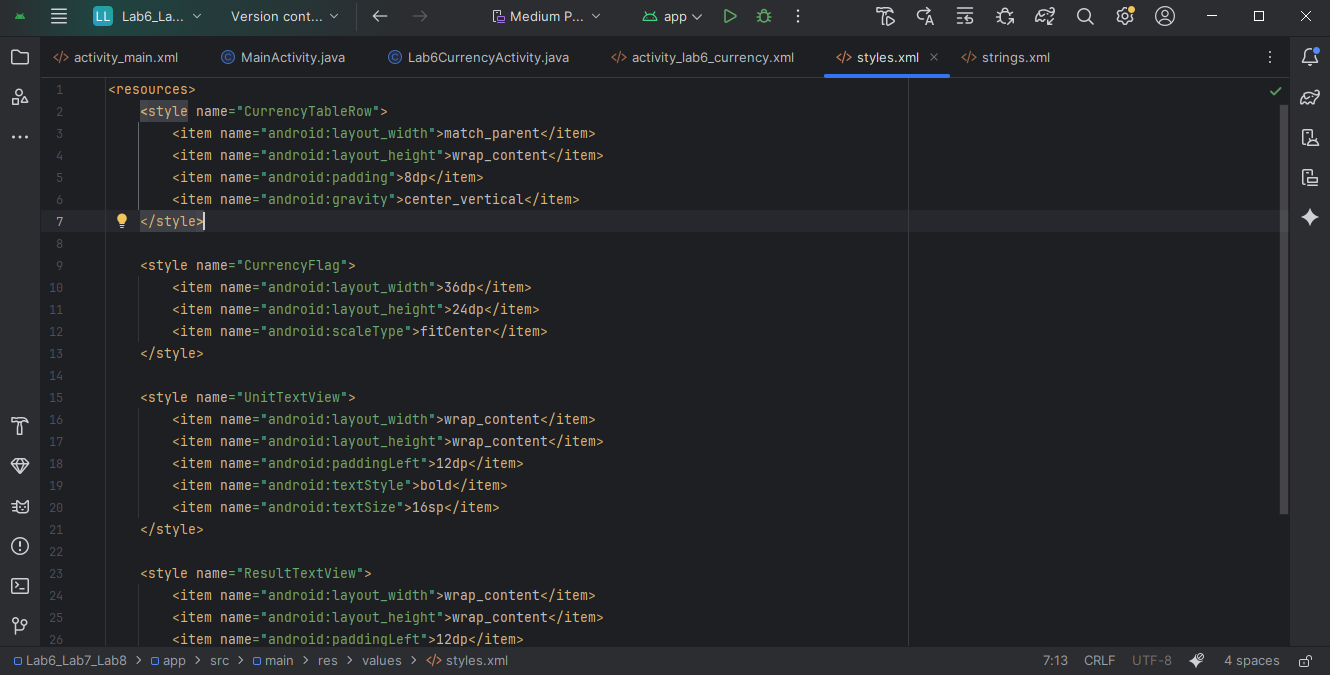 LL Lab6_La... Version cont... Medium P... app
activity_main.xml MainActivity.java Lab6CurrencyActivity.java activity_lab6_currency.xml styles.xml strings.xml
1 <resources>
2 <style name="CurrencyTableRow">
3 <item name="android:layout_width">match_parent</item>
4 <item name="android:layout_height">wrap_content</item>
5 <item name="android:padding">8dp</item>
6 <item name="android:gravity">center_vertical</item>
7 </style>
8
9 <style name="CurrencyFlag">
10 <item name="android:layout_width">36dp</item>
11 <item name="android:layout_height">24dp</item>
12 <item name="android:scaleType">fitCenter</item>
13 </style>
14
15 <style name="UnitTextView">
16 <item name="android:layout_width">wrap_content</item>
17 <item name="android:layout_height">wrap_content</item>
18 <item name="android:paddingLeft">12dp</item>
19 <item name="android:textStyle">bold</item>
20 <item name="android:textSize">16sp</item>
21 </style>
22
23 <style name="ResultTextView">
24 <item name="android:layout_width">wrap_content</item>
25 <item name="android:layout_height">wrap_content</item>
26 <item name="android:paddingLeft">12dp</item>
Lab6_Lab7_Lab8 > app > src > main > res > values > styles.xml 7:13 CRLF UTF-8 4 spaces